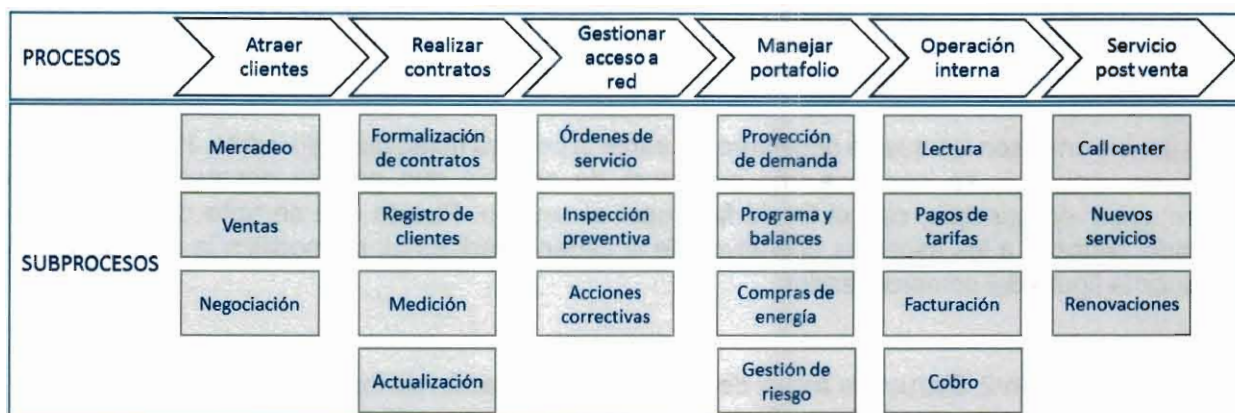 PROCESOS
Atraer
clientes
Realizar
contratos
Gestionar
acceso a
red
Manejar
portafolio
Operación
interna
Servicio
post venta
SUBPROCESOS
Mercadeo
Ventas
Negociación
Formalización
de contratos
Registro de
clientes
Medición
Actualización
Órdenes de
servicio
Inspección
preventiva
Acciones
correctivas
Proyección
de demanda
Programa y
balances
Compras de
energía
Gestión de
riesgo
Lectura
Pagos de
tarifas
Facturación
Cobro
Call center
Nuevos
servicios
Renovaciones